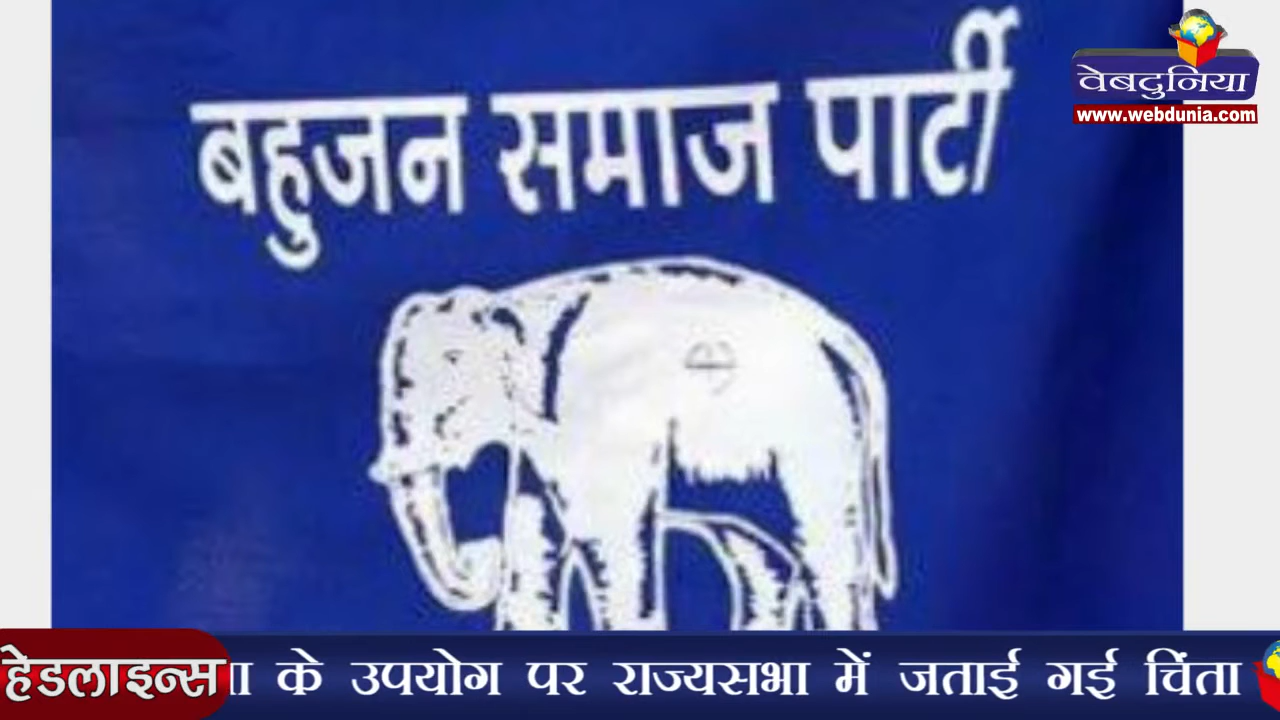 बहुजन समाज पार्टी
वेबदुनिया
www.webdunia.com
हेडलाइन्स
के उपयोग पर राज्यसभा में जताई गई चिंता